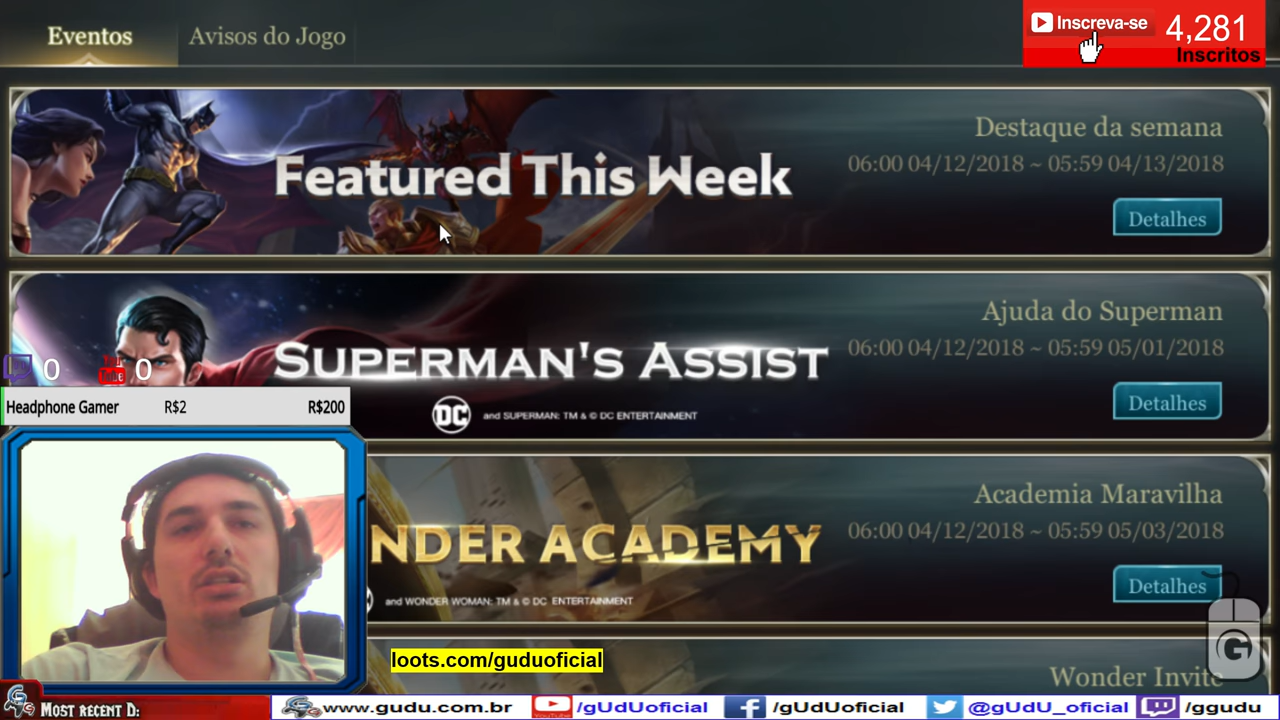 Eventos
Avisos do Jogo
Inscreva-se
4,281
Inscritos
Featured This Week
Destaque da semana
06:00 04/12/2018 ~ 05:59 04/13/2018
Detalhes
SUPERMAN'S ASSIST
DC and SUPERMAN: TM & © DC ENTERTAINMENT
Ajuda do Superman
06:00 04/12/2018 ~ 05:59 05/01/2018
Detalhes
0
You Tube 0
Headphone Gamer R$2 R$200
NDER ACADEMY
and WONDER WOMAN: TM & © DC ENTERTAINMENT
Academia Maravilha
06:00 04/12/2018 ~ 05:59 05/03/2018
Detalhes
G
Wonder Invite
loots.com/guduoficial
MOST RECENT D:
www.gudu.com.br
YouTube /gUdUoficial
/gUdUoficial
@gUdU_oficial
/ggudu